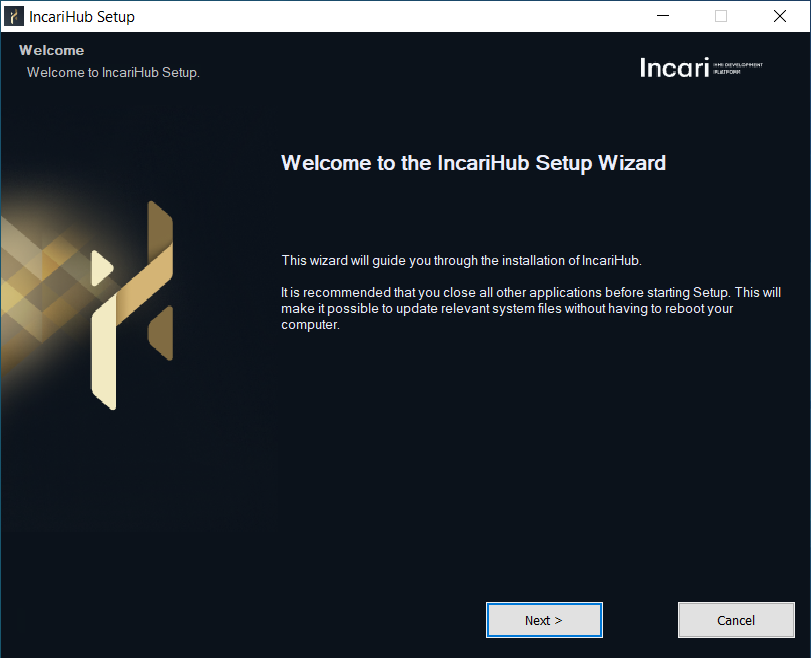 IncariHub Setup
Welcome
Welcome to IncariHub Setup.
Incari HMI DEVELOPMENT
PLATFORM
Welcome to the IncariHub Setup Wizard
This wizard will guide you through the installation of IncariHub.
It is recommended that you close all other applications before starting Setup. This will
make it possible to update relevant system files without having to reboot your
computer.
Next >
Cancel